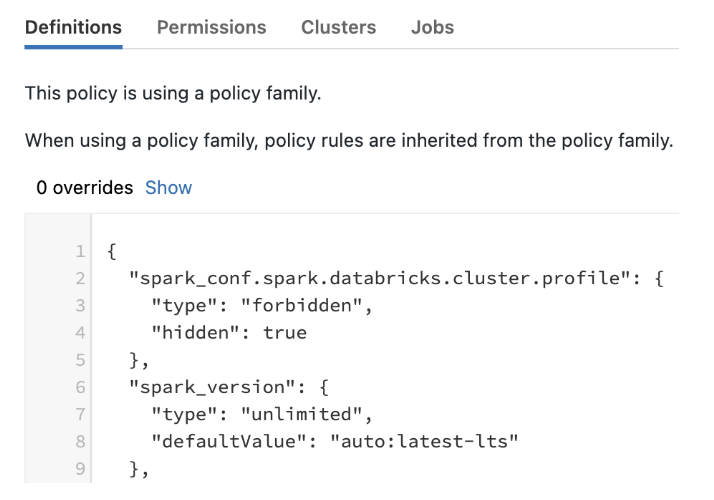 Definitions Permissions Clusters Jobs
This policy is using a policy family.
When using a policy family, policy rules are inherited from the policy family.
0 overrides Show
1 {
2   "spark_conf.spark.databricks.cluster.profile": {
3     "type": "forbidden",
4     "hidden": true
5   },
6   "spark_version": {
7     "type": "unlimited",
8     "defaultValue": "auto:latest-lts"
9   },